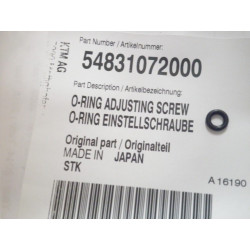 KTM AG
Part Number / Artikelnummer:
54831072000
Part Description / Artikelbezeichnung:
O-RING ADJUSTING SCREW
O-RING EINSTELLSCHRAUBE
Original part / Originalteil
MADE IN JAPAN
STK
A 16190